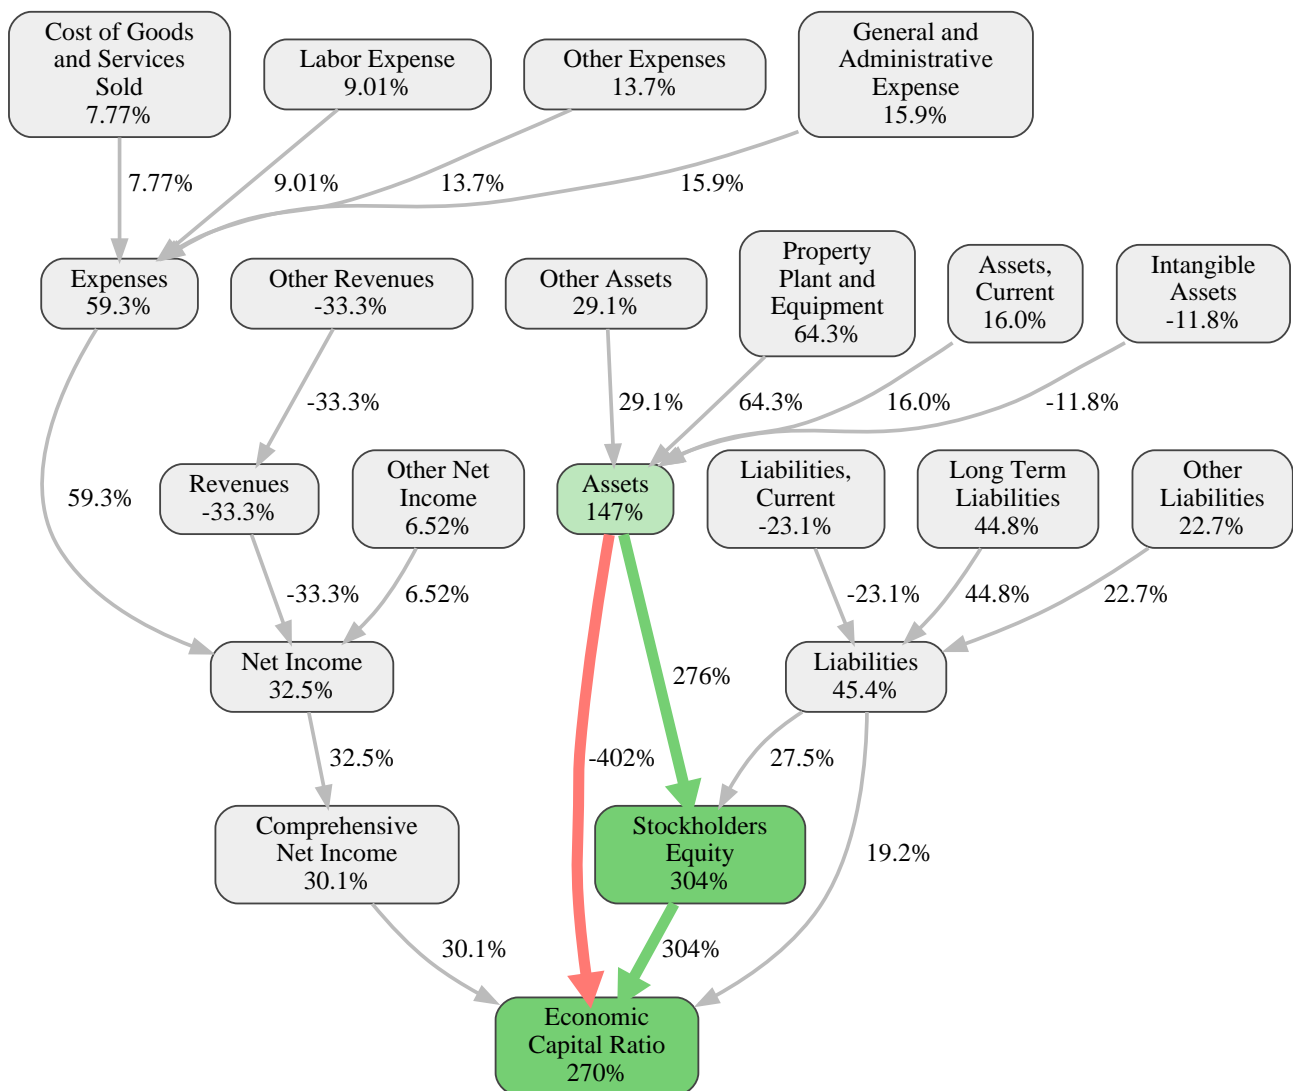 Cost of Goods
and Services
Sold
7.77%
Labor Expense
9.01%
Other Expenses
13.7%
General and
Administrative
Expense
15.9%
7.77%
9.01%
13.7%
15.9%
Expenses
59.3%
Other Revenues
-33.3%
Other Assets
29.1%
Property
Plant and
Equipment
64.3%
Assets,
Current
16.0%
Intangible
Assets
-11.8%
-33.3%
29.1%
64.3%
16.0%
-11.8%
59.3%
Revenues
-33.3%
Other Net
Income
6.52%
Assets
147%
Liabilities,
Current
-23.1%
Long Term
Liabilities
44.8%
Other
Liabilities
22.7%
-33.3%
6.52%
-23.1%
44.8%
22.7%
Net Income
32.5%
276%
Liabilities
45.4%
32.5%
-402%
27.5%
Comprehensive
Net Income
30.1%
Stockholders
Equity
304%
19.2%
30.1%
304%
Economic
Capital Ratio
270%